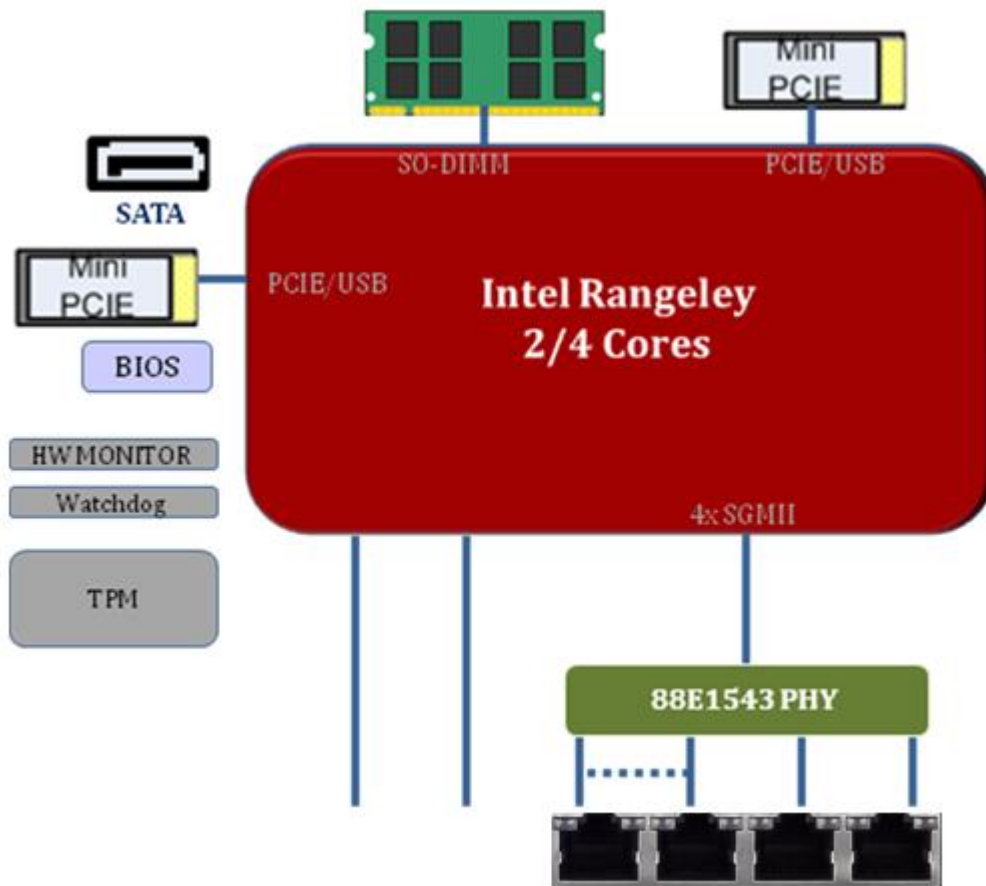 Mini
PCIE
SO-DIMM
PCIE/USB
SATA
Mini
PCIE
PCIE/USB
Intel Rangeley
2/4 Cores
BIOS
HW MONITOR
Watchdog
4x SGMII
TPM
88E1543 PHY